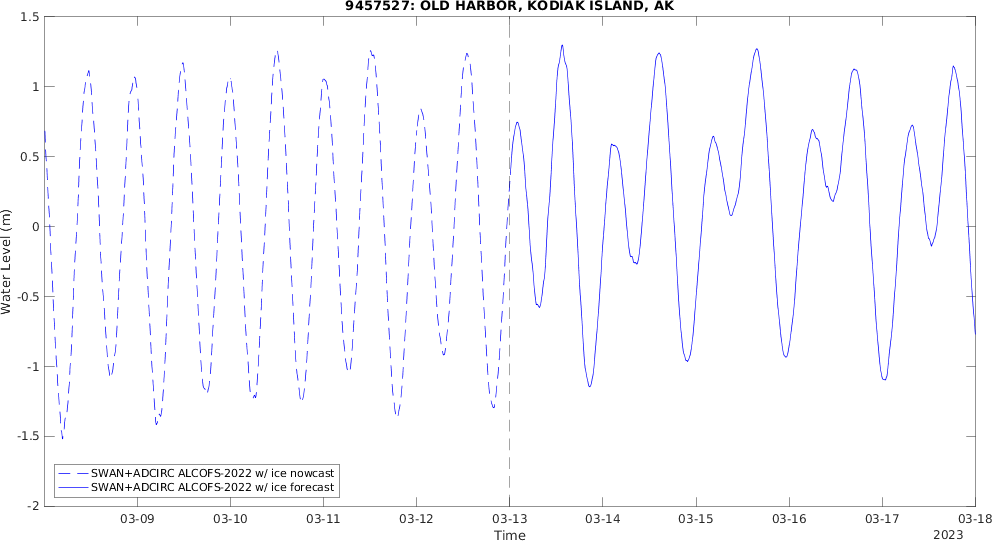 9457527: OLD HARBOR, KODIAK ISLAND, AK
1.5
1
0.5
0
-0.5
-1
-1.5
-2
Water Level (m)
SWAN+ADCIRC ALCOFS-2022 w/ ice nowcast
SWAN+ADCIRC ALCOFS-2022 w/ ice forecast
03-09 03-10 03-11 03-12 03-13 03-14 03-15 03-16 03-17 03-18
Time
2023